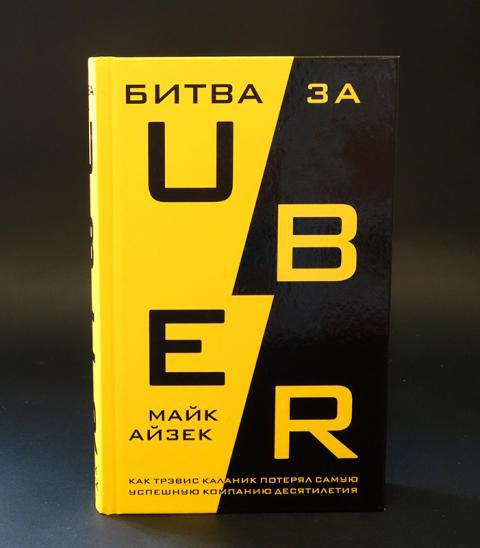 БИТВА ЗА
U
B
E
R
МАЙК
АЙЗЕК
КАК ТРЭВИС КАЛАНИК ПОТЕРЯЛ САМУЮ
УСПЕШНУЮ КОМПАНИЮ ДЕСЯТИЛЕТИЯ